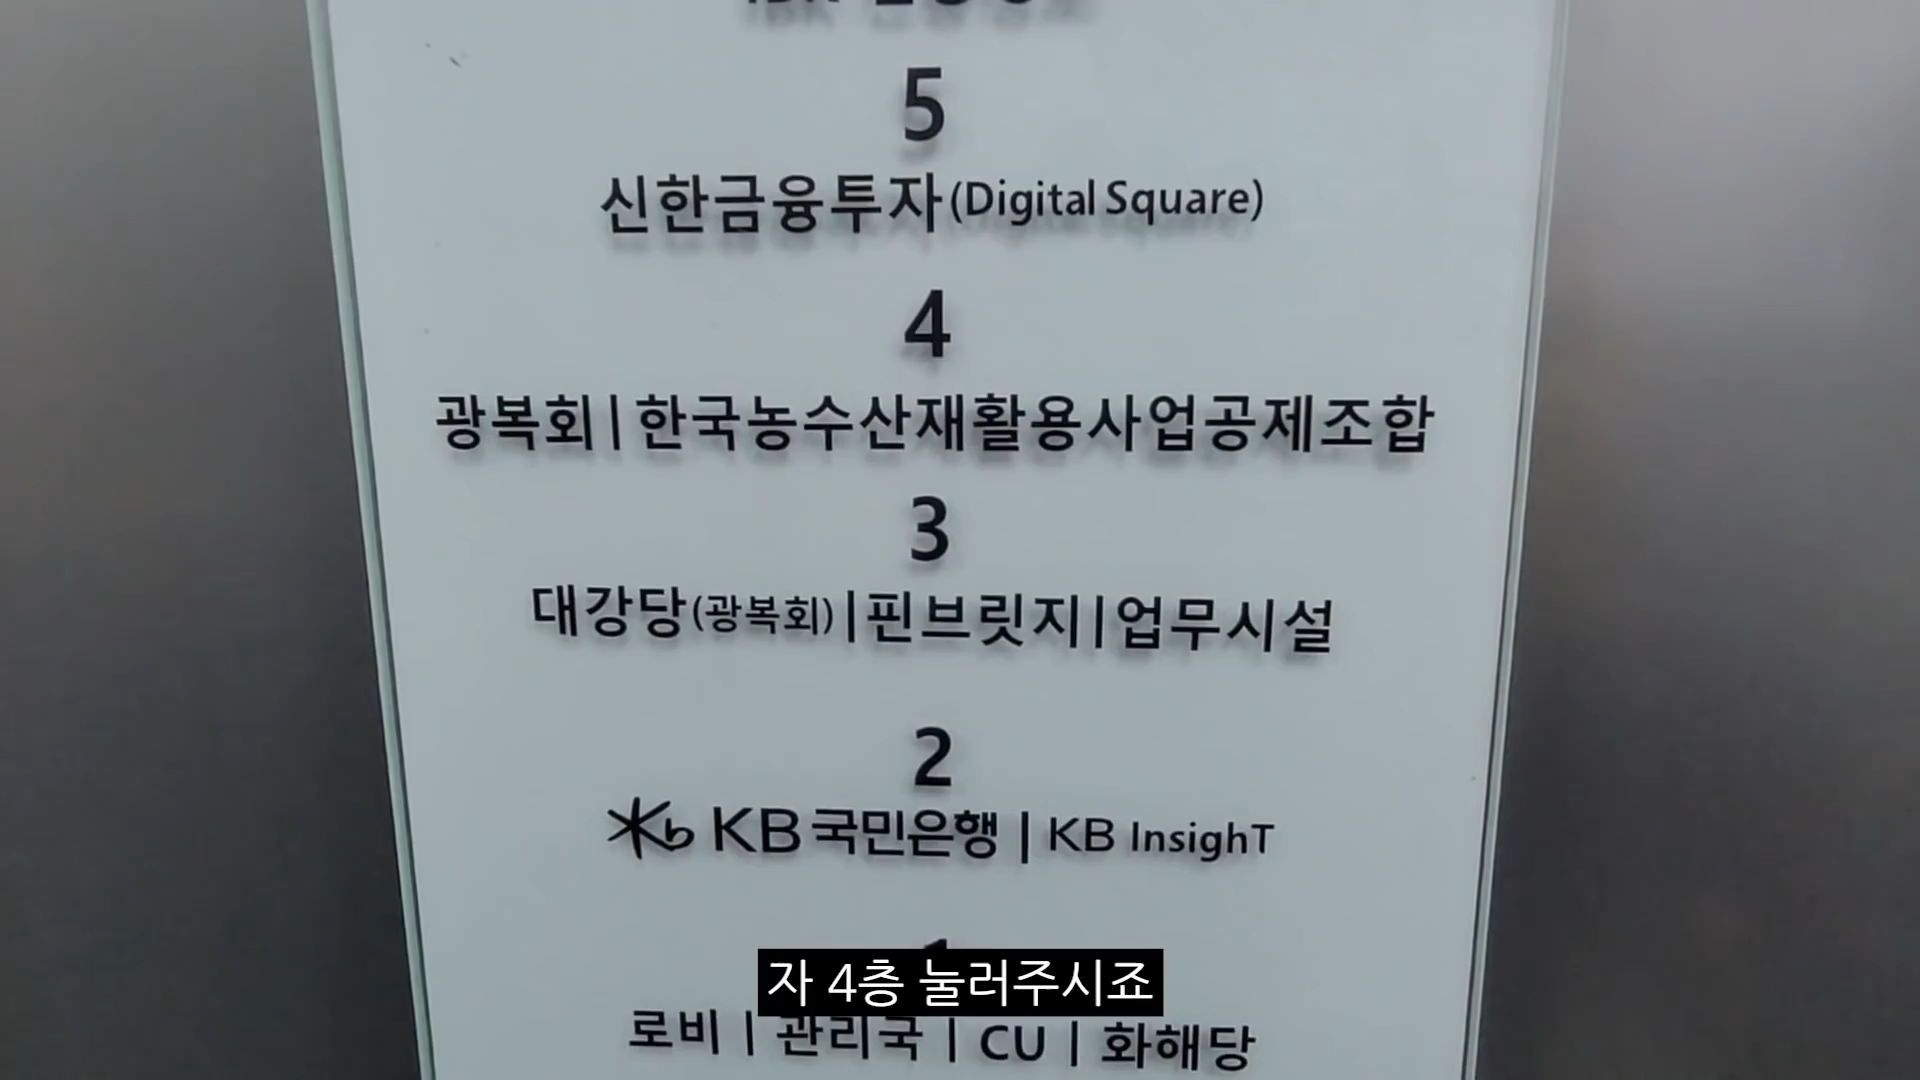 5
신한금융투자(Digital Square)
4
광복회|한국농수산재활용사업공제조합
3
대강당(광복회)|핀브릿지|업무시설
2
KB 국민은행 | KB InsighT
자 4층 눌러주시죠
로비 | 관리국 | CU | 화해당